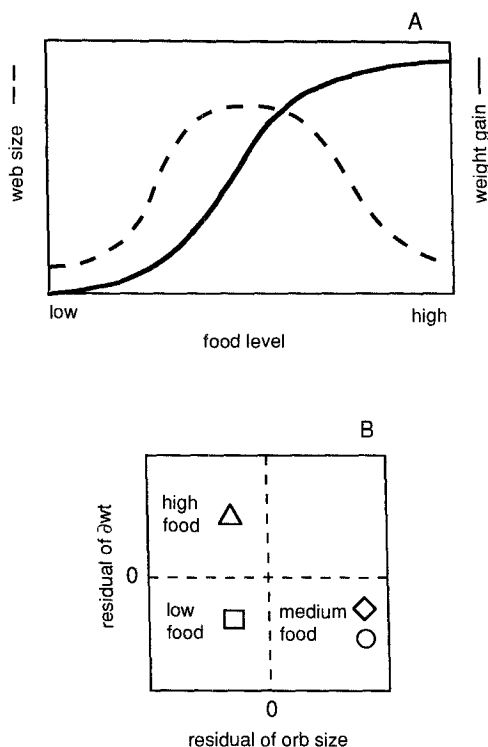 A
web size
weight gain
low
high
food level
B
high
food
low
food
medium
food
0
residual of ∂wt
0
residual of orb size